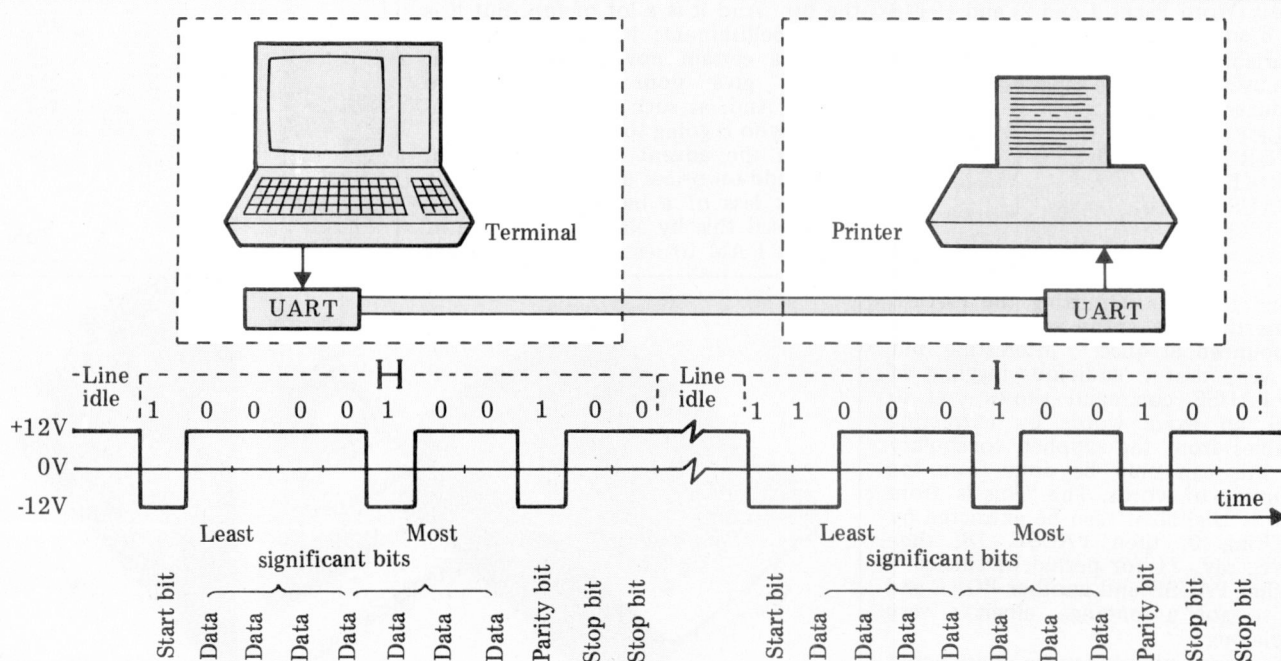 Terminal
Printer
UART
UART
Line
idle
H
Line
idle
I
1 0 0 0 0 1 0 0 1 0 0
1 1 0 0 0 1 0 0 1 0 0
+12V
0V
-12V
time
Least
Most
significant bits
Least
Most
significant bits
Start bit
Data
Data
Data
Data
Data
Data
Data
Parity bit
Stop bit
Stop bit
Start bit
Data
Data
Data
Data
Data
Data
Data
Parity bit
Stop bit
Stop bit